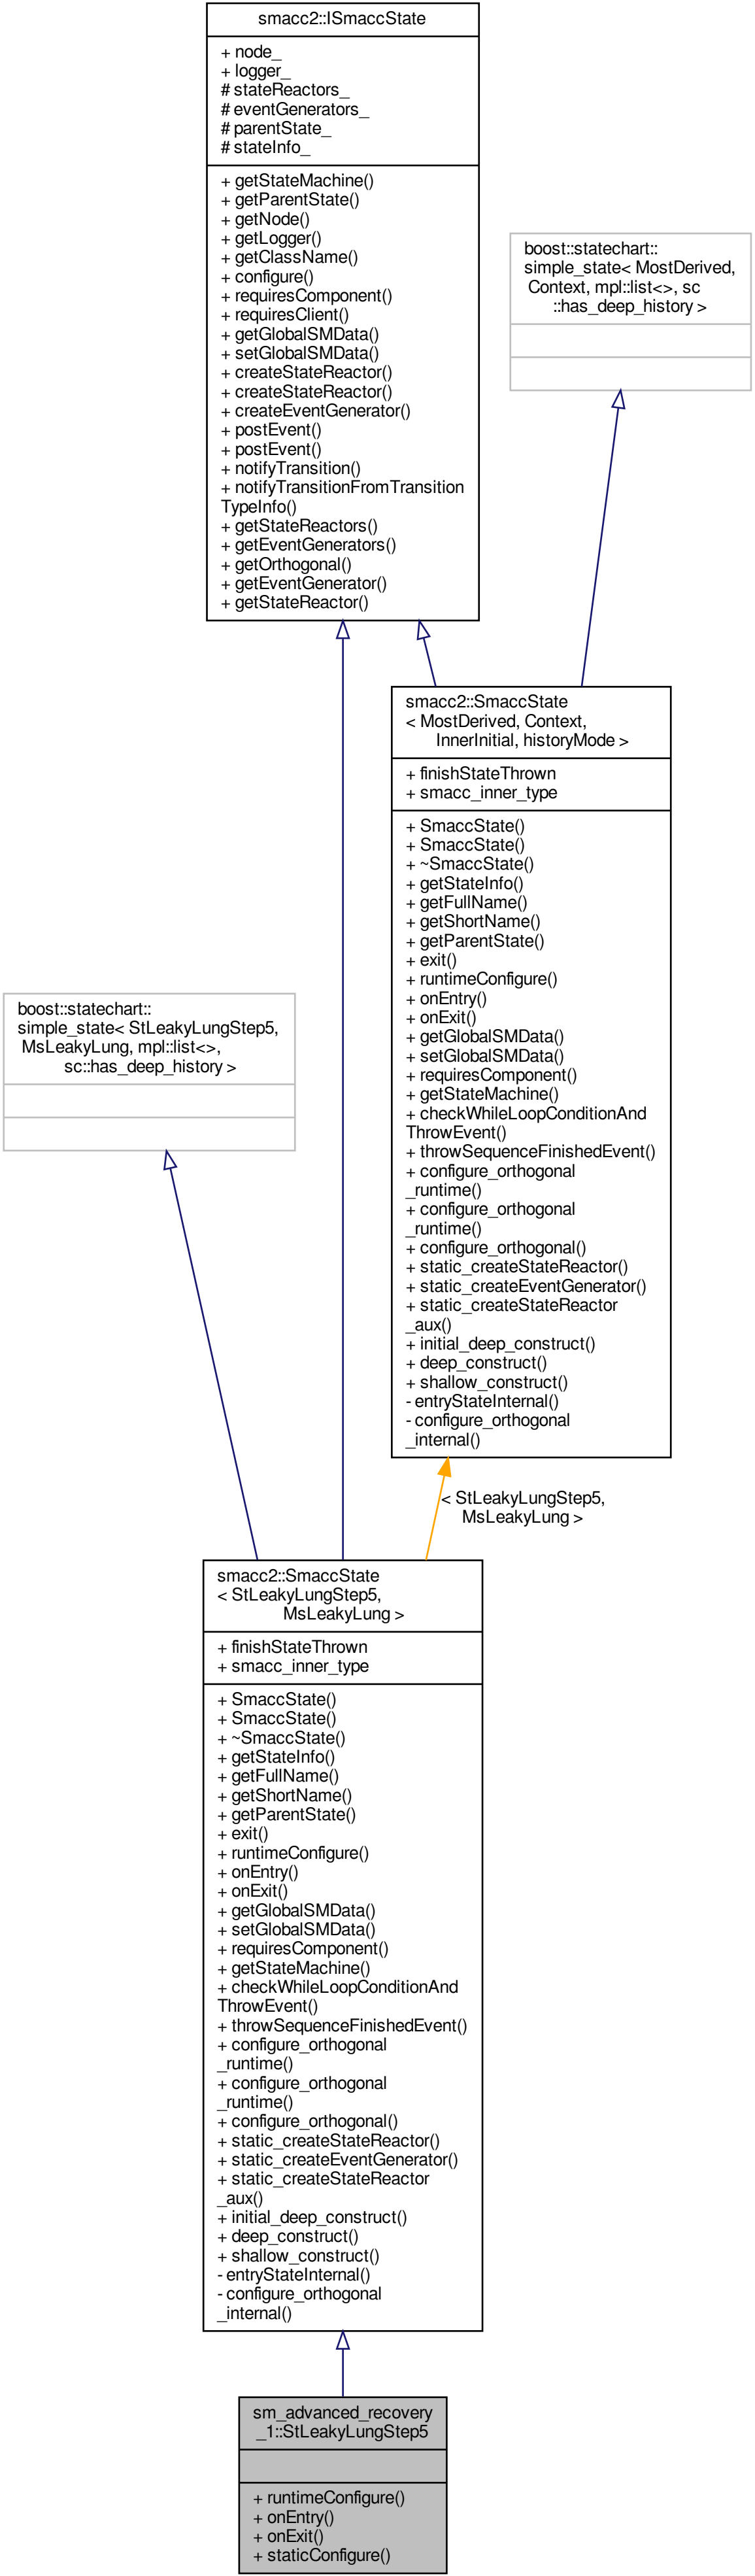 smacc2::ISmaccState
+ node_
+ logger_
# stateReactors_
# eventGenerators_
# parentState_
# stateInfo_
+ getStateMachine()
+ getParentState()
+ getNode()
+ getLogger()
+ getClassName()
+ configure()
+ requiresComponent()
+ requiresClient()
+ getGlobalSMData()
+ setGlobalSMData()
+ createStateReactor()
+ createStateReactor()
+ createEventGenerator()
+ postEvent()
+ postEvent()
+ notifyTransition()
+ notifyTransitionFromTransition
TypeInfo()
+ getStateReactors()
+ getEventGenerators()
+ getOrthogonal()
+ getEventGenerator()
+ getStateReactor()
boost::statechart::
simple_state< MostDerived,
Context, mpl::list<>, sc
::has_deep_history >
smacc2::SmaccState
< MostDerived, Context,
InnerInitial, historyMode >
+ finishStateThrown
+ smacc_inner_type
+ SmaccState()
+ SmaccState()
+ ~SmaccState()
+ getStateInfo()
+ getFullName()
+ getShortName()
+ getParentState()
+ exit()
+ runtimeConfigure()
+ onEntry()
+ onExit()
+ getGlobalSMData()
+ setGlobalSMData()
+ requiresComponent()
+ getStateMachine()
+ checkWhileLoopConditionAnd
ThrowEvent()
+ throwSequenceFinishedEvent()
+ configure_orthogonal
_runtime()
+ configure_orthogonal
_runtime()
+ configure_orthogonal()
+ static_createStateReactor()
+ static_createEventGenerator()
+ static_createStateReactor
_aux()
+ initial_deep_construct()
+ deep_construct()
+ shallow_construct()
- entryStateInternal()
- configure_orthogonal
_internal()
boost::statechart::
simple_state< StLeakyLungStep5,
MsLeakyLung, mpl::list<>,
sc::has_deep_history >
< StLeakyLungStep5,
MsLeakyLung >
smacc2::SmaccState
< StLeakyLungStep5,
MsLeakyLung >
+ finishStateThrown
+ smacc_inner_type
+ SmaccState()
+ SmaccState()
+ ~SmaccState()
+ getStateInfo()
+ getFullName()
+ getShortName()
+ getParentState()
+ exit()
+ runtimeConfigure()
+ onEntry()
+ onExit()
+ getGlobalSMData()
+ setGlobalSMData()
+ requiresComponent()
+ getStateMachine()
+ checkWhileLoopConditionAnd
ThrowEvent()
+ throwSequenceFinishedEvent()
+ configure_orthogonal
_runtime()
+ configure_orthogonal
_runtime()
+ configure_orthogonal()
+ static_createStateReactor()
+ static_createEventGenerator()
+ static_createStateReactor
_aux()
+ initial_deep_construct()
+ deep_construct()
+ shallow_construct()
- entryStateInternal()
- configure_orthogonal
_internal()
sm_advanced_recovery
_1::StLeakyLungStep5
+ runtimeConfigure()
+ onEntry()
+ onExit()
+ staticConfigure()